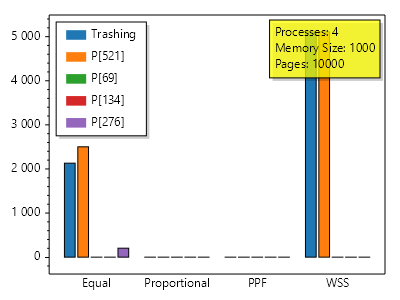 Trashing
P[521]
P[69]
P[134]
P[276]
Processes: 4
Memory Size: 1000
Pages: 10000
5 000
4 000
3 000
2 000
1 000
0
Equal
Proportional
PPF
WSS